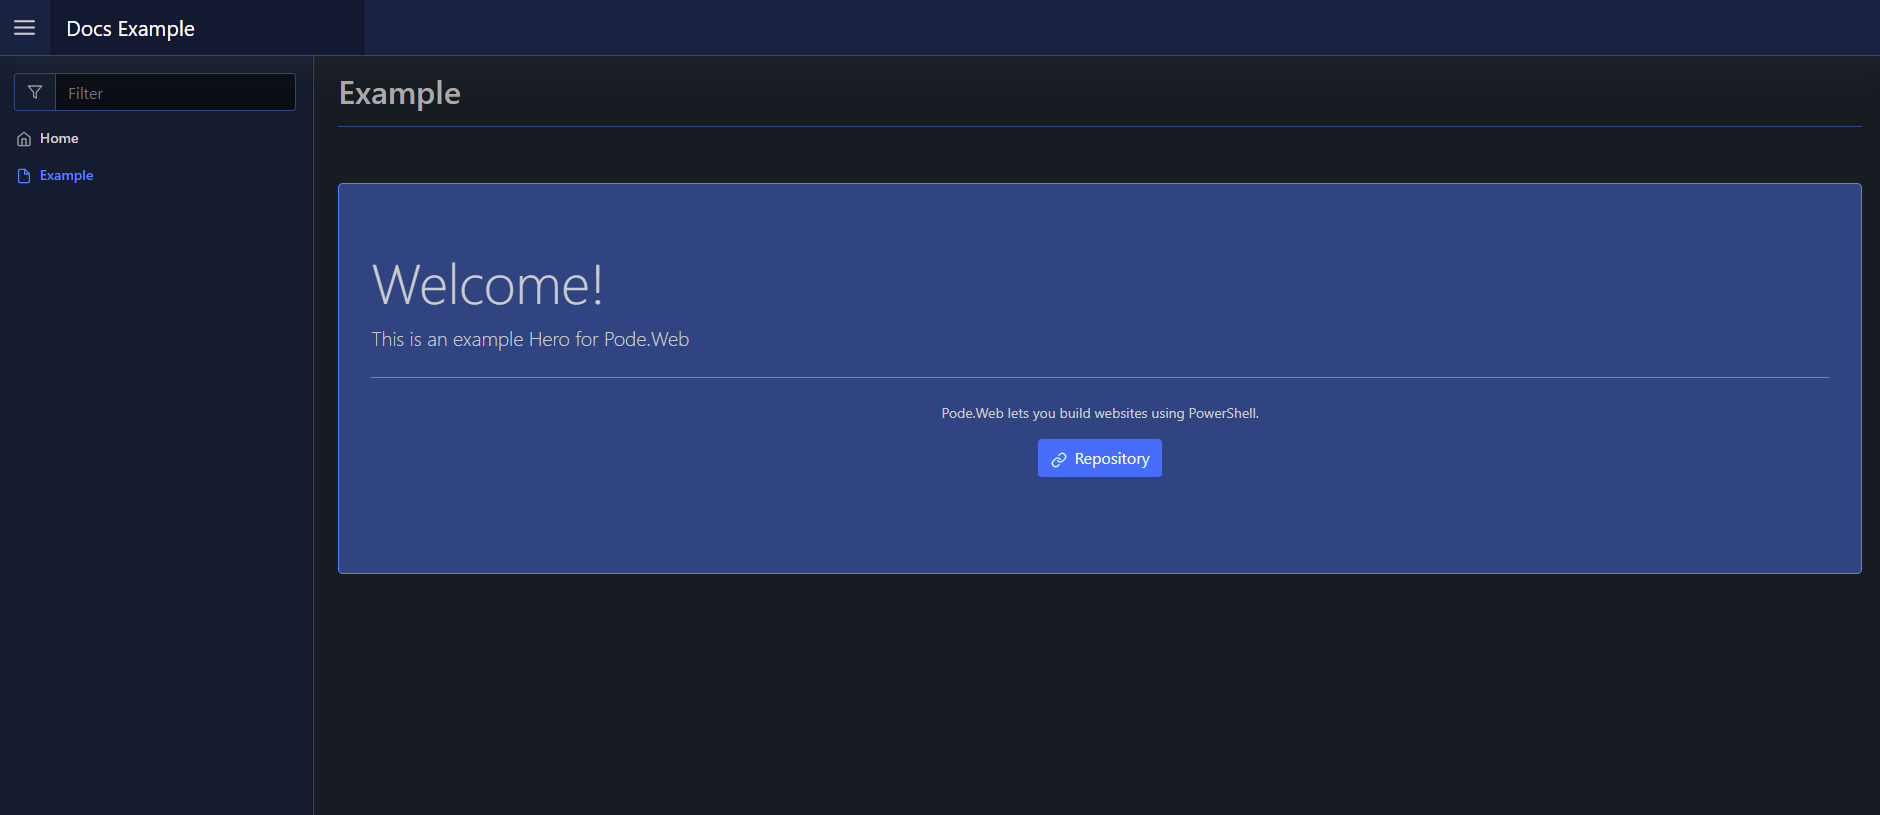 Docs Example
Filter
Home
Example
Example
Welcome!
This is an example Hero for Pode.Web
Pode.Web lets you build websites using PowerShell.
Repository